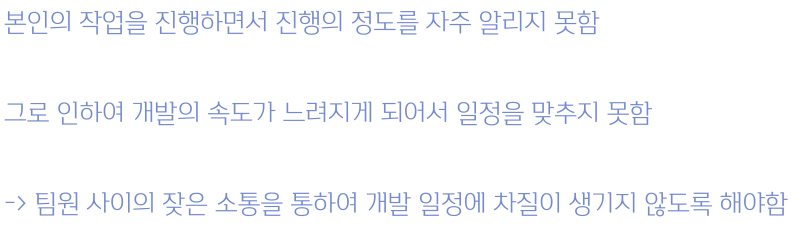 본인의 작업을 진행하면서 진행의 정도를 자주 알리지 못함
그로 인하여 개발의 속도가 느려지게 되어서 일정을 맞추지 못함
-> 팀원 사이의 잦은 소통을 통하여 개발 일정에 차질이 생기지 않도록 해야함